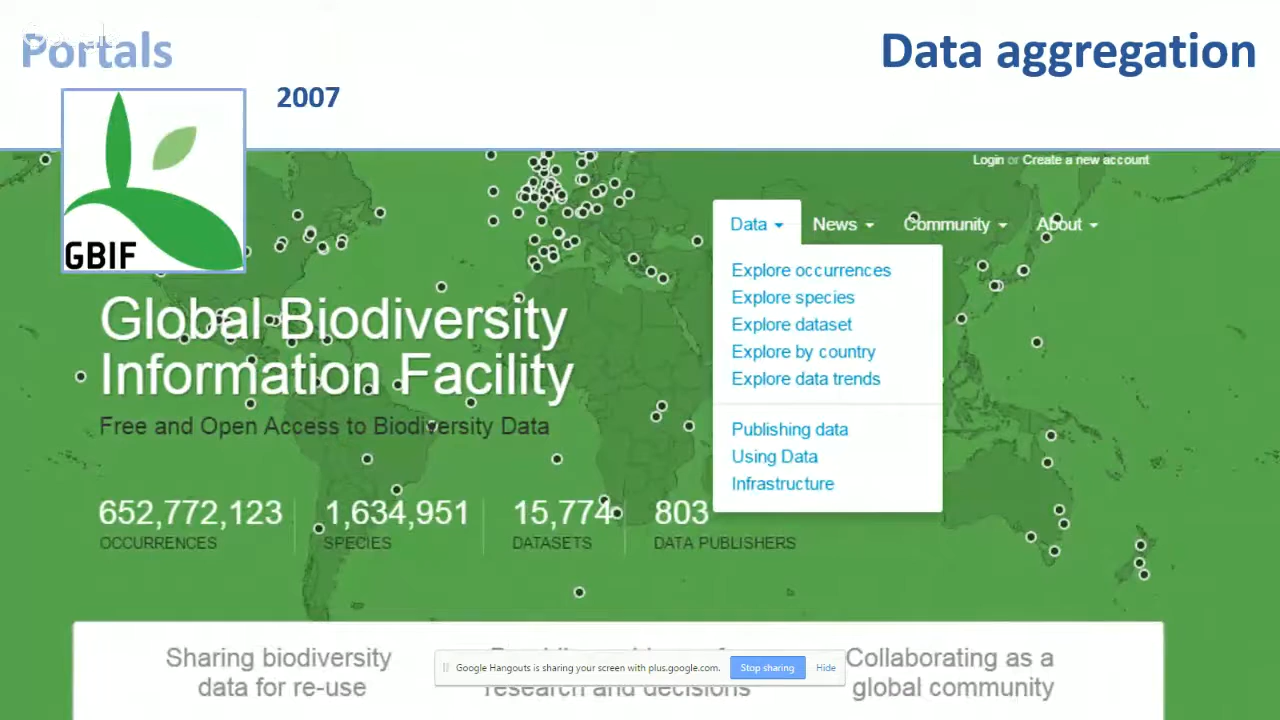 Portals
Data aggregation
2007
GBIF
Login or Create a new account
Data
News
Community
About
Explore occurrences
Explore species
Explore dataset
Explore by country
Explore data trends
Publishing data
Using Data
Infrastructure
Global Biodiversity
Information Facility
Free and Open Access to Biodiversity Data
652,772,123
OCCURRENCES
1,634,951
SPECIES
15,774
DATASETS
803
DATA PUBLISHERS
Sharing biodiversity
data for re-use
research and decisions
Collaborating as a
global community
Google Hangouts is sharing your screen with plus.google.com.
Stop sharing
Hide